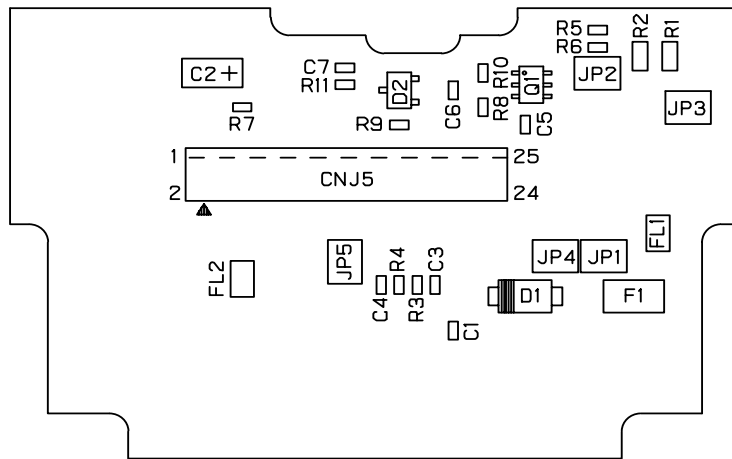 R5
R6
R2
R1
C2+
C7
R11
D2
C6
R10
R8
Q1
JP2
JP3
R7
R9
C5
1
25
CNJ5
2
24
FL1
FL2
JP5
C4
R4
R3
C3
JP4
JP1
D1
F1
C1